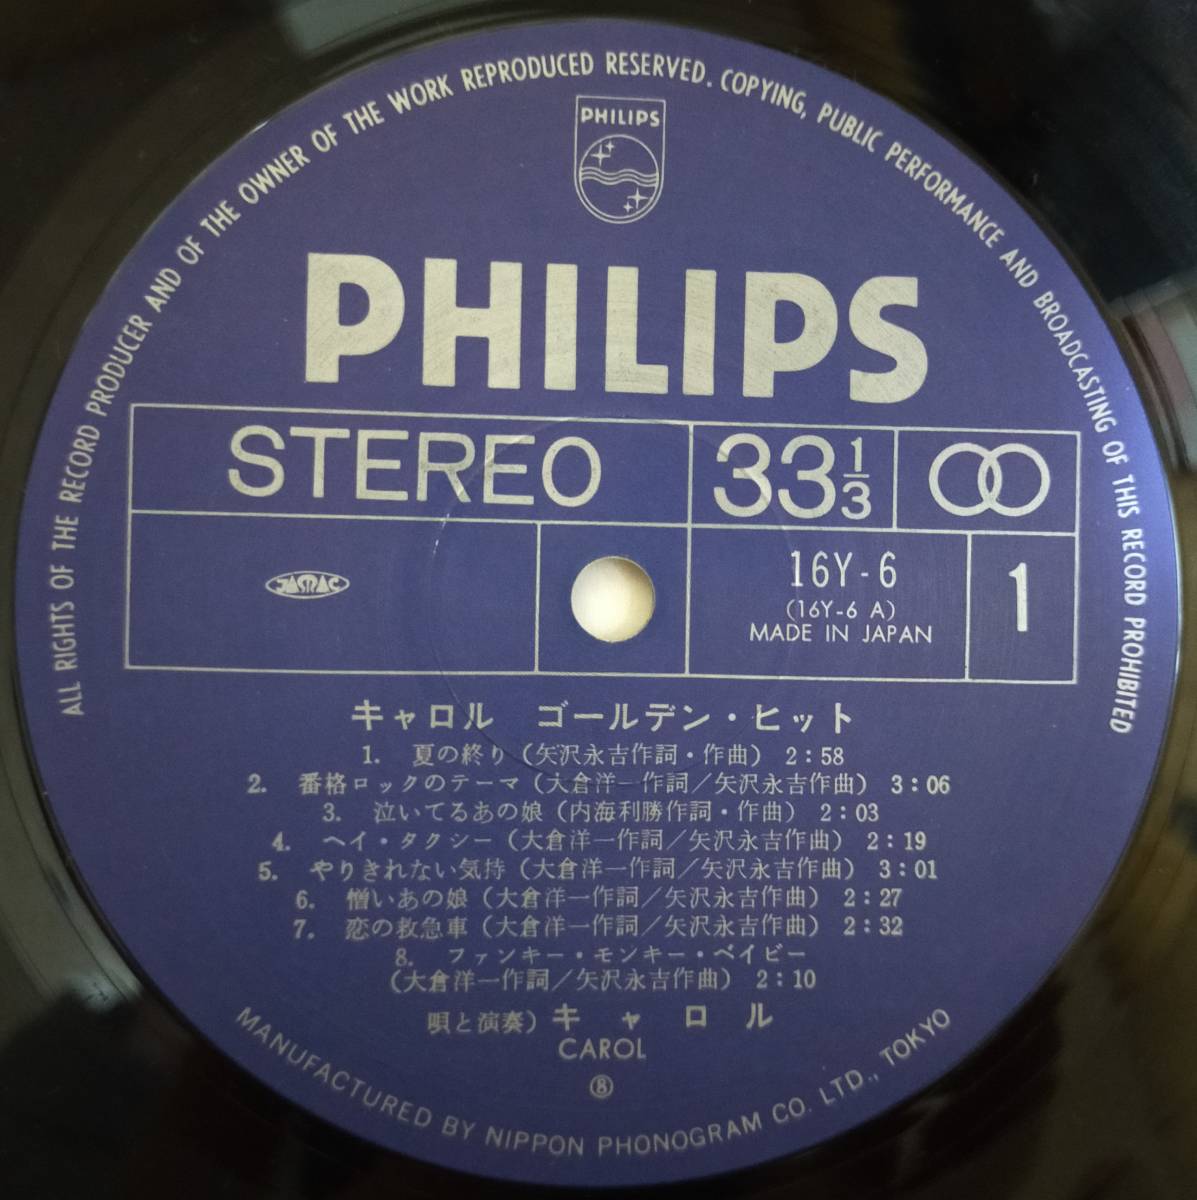 ALL RIGHTS OF THE RECORD PRODUCER AND OF THE OWNER OF THE WORK REPRODUCED RESERVED. COPYING, PUBLIC PERFORMANCE AND BROADCASTING OF THIS RECORD PROHIBITED
PHILIPS
PHILIPS
STEREO
33 1/3
JASRAC
16Y-6
(16Y-6 A)
MADE IN JAPAN
1
キャロル ゴールデン・ヒット
1. 夏の終り (矢沢永吉作詞・作曲) 2:58
2. 番格ロックのテーマ (大倉洋一作詞/矢沢永吉作曲) 3:06
3. 泣いてるあの娘 (内海利勝作詞・作曲) 2:03
4. ヘイ・タクシー (大倉洋一作詞/矢沢永吉作曲) 2:19
5. やりきれない気持 (大倉洋一作詞/矢沢永吉作曲) 3:01
6. 憎いあの娘 (大倉洋一作詞/矢沢永吉作曲) 2:27
7. 恋の救急車 (大倉洋一作詞/矢沢永吉作曲) 2:32
8. ファンキー・モンキー・ベイビー
(大倉洋一作詞/矢沢永吉作曲) 2:10
唄と演奏) キャロル
CAROL
⑧
MANUFACTURED BY NIPPON PHONOGRAM CO. LTD., TOKYO